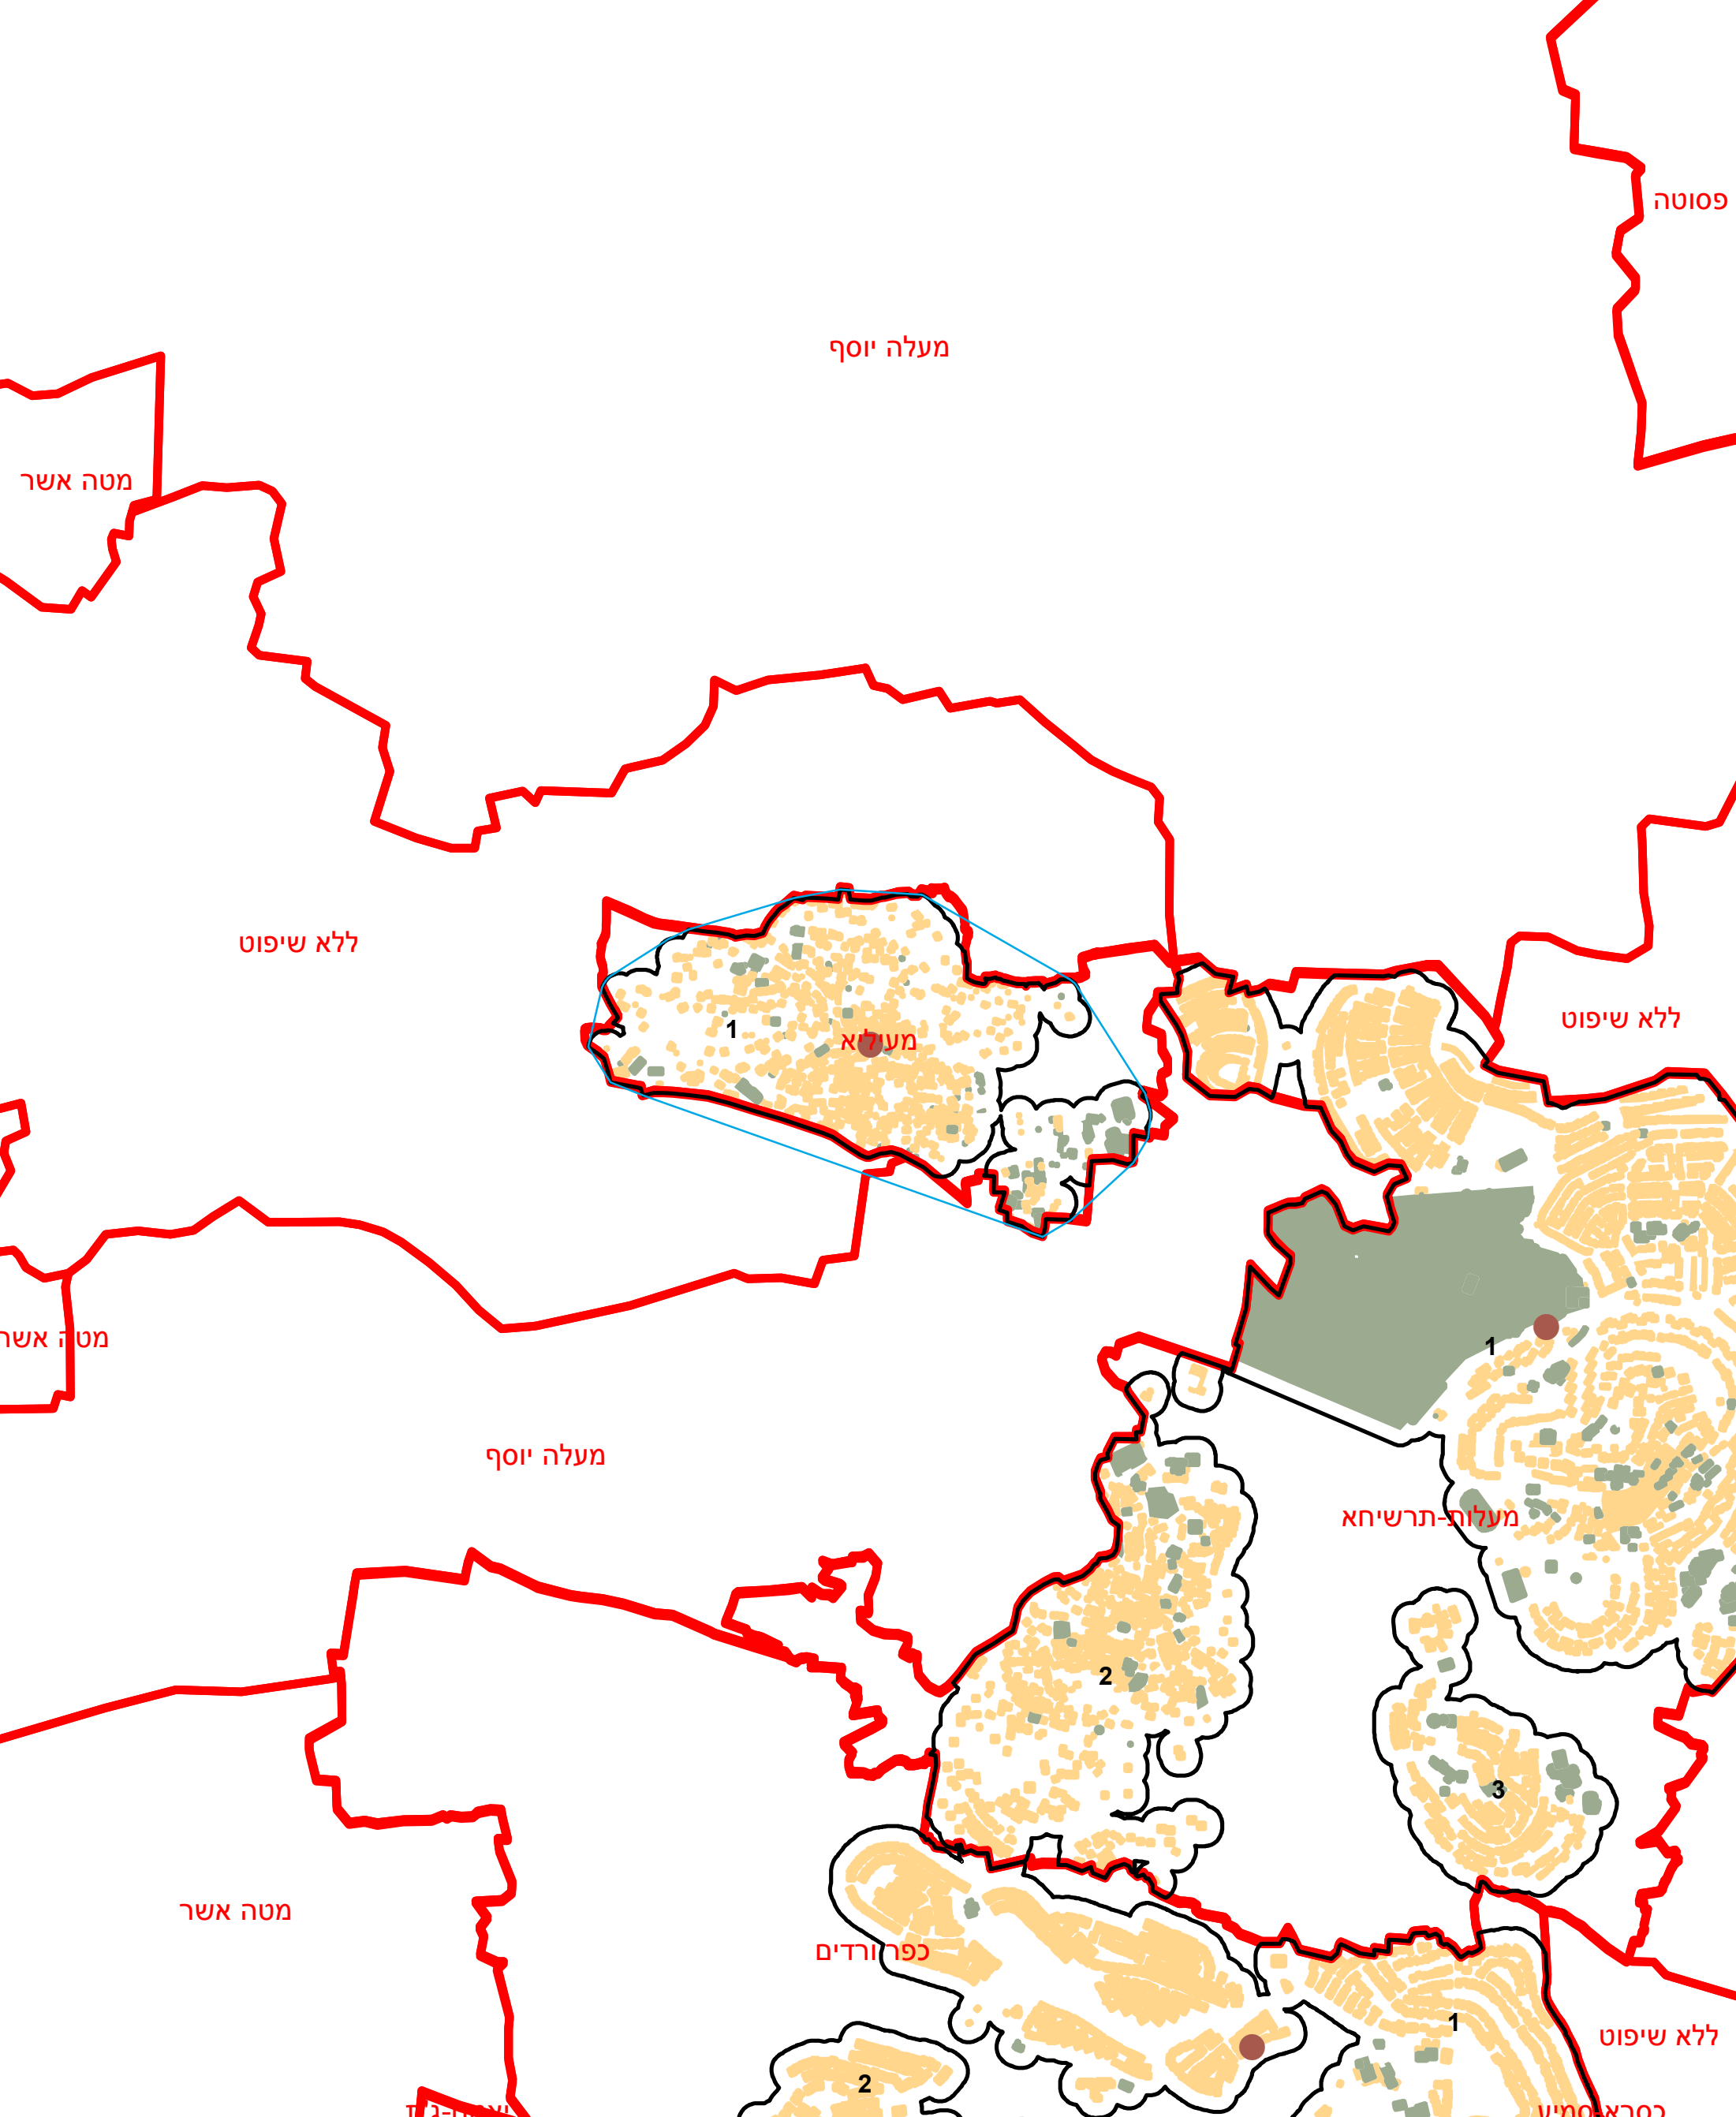 פסוטה
מעלה יוסף
מטה אשר
ללא שיפוט
ללא שיפוט
1
מעיליא
מטה אשר
1
מעלה יוסף
מעלות-תרשיחא
2
3
מטה אשר
כפר ורדים
1
ללא שיפוט
2